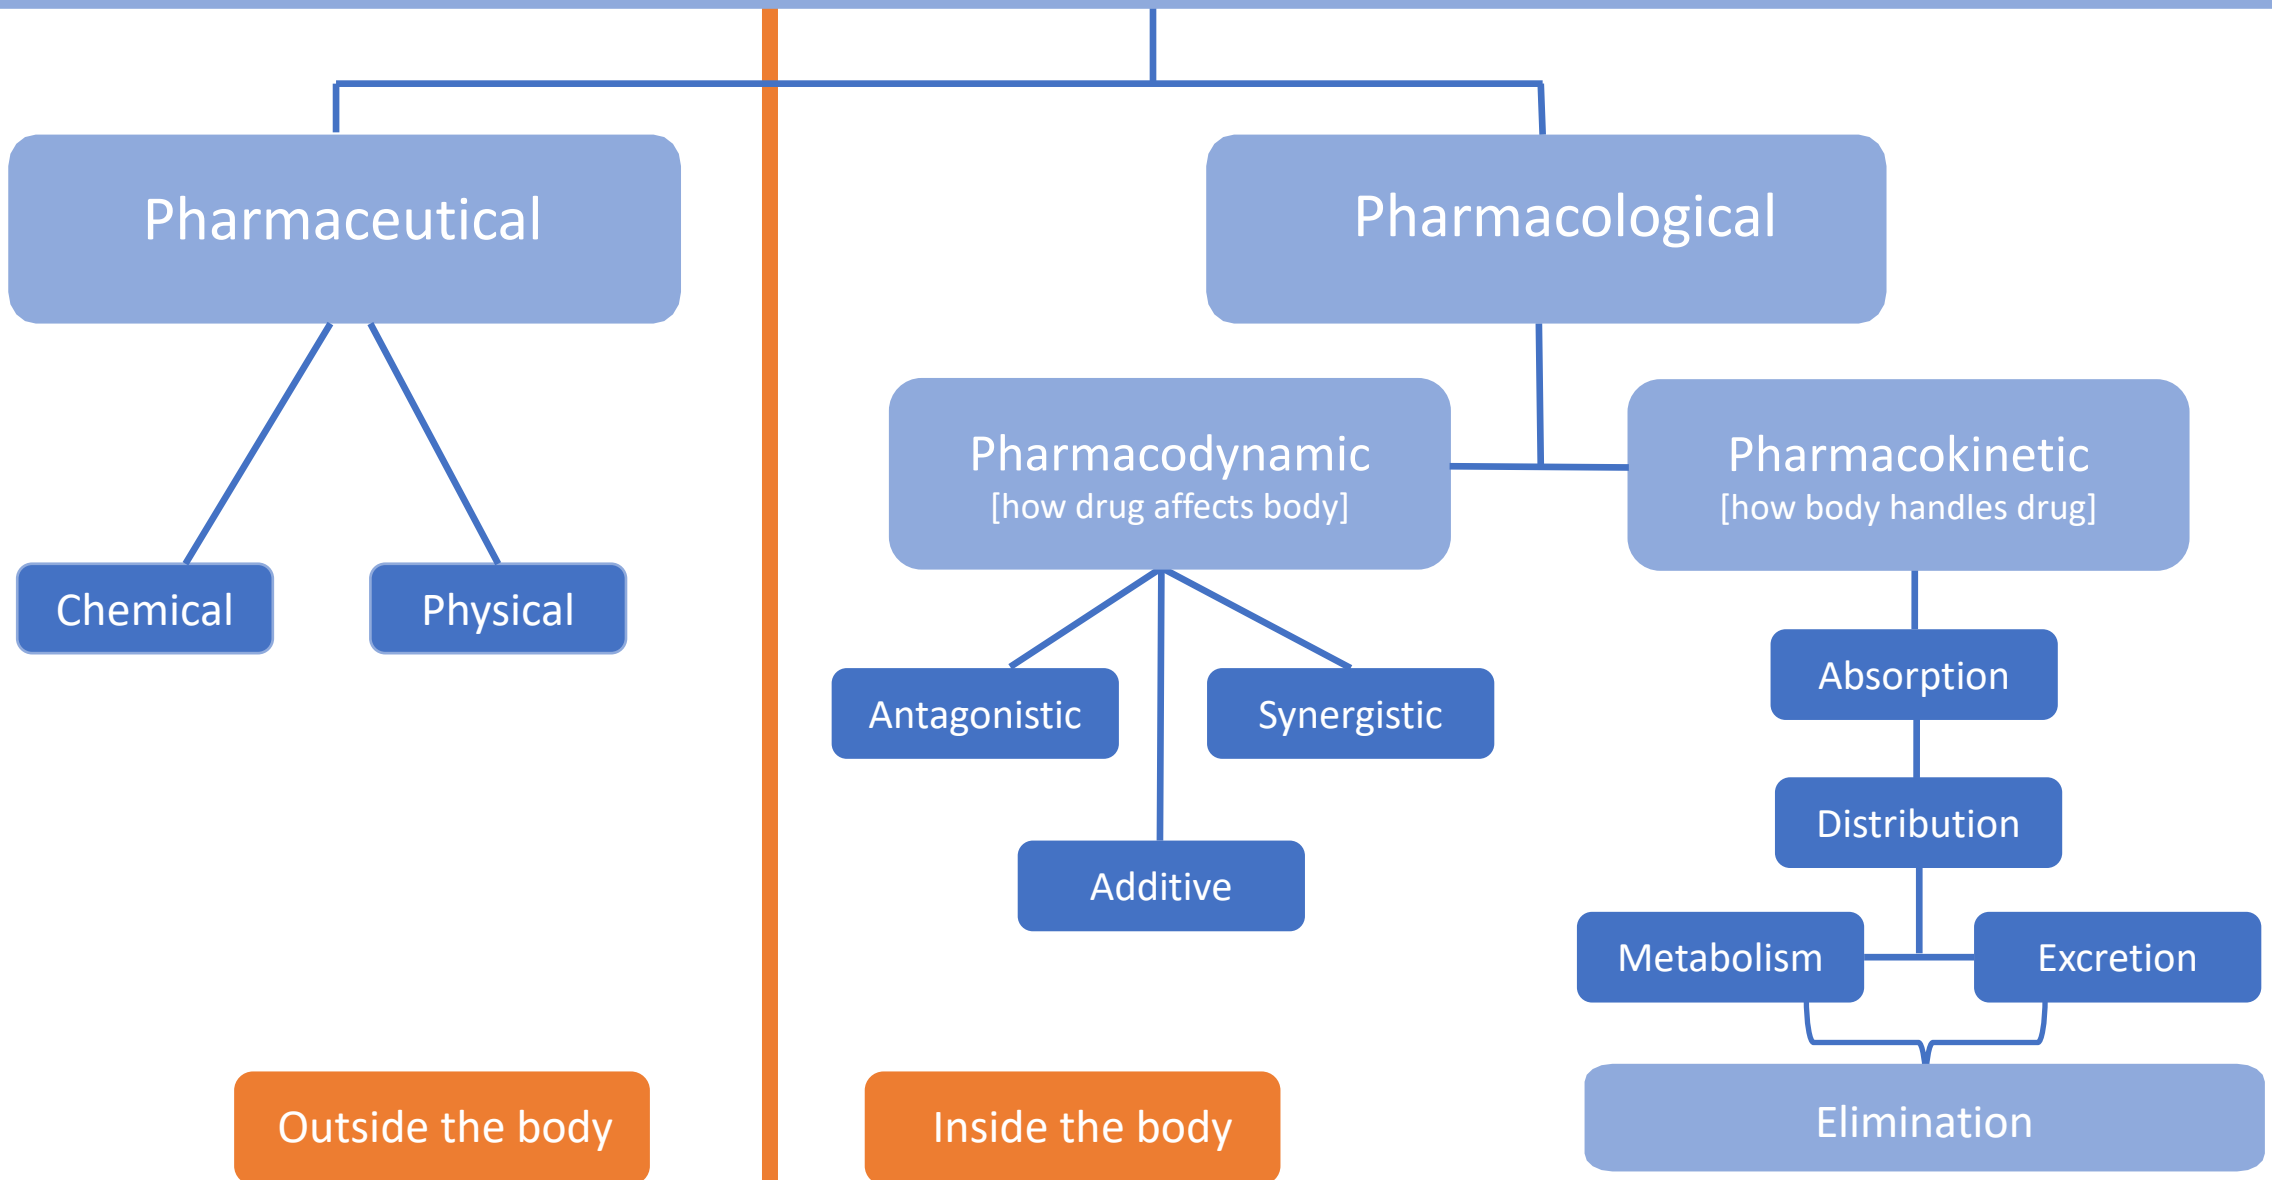 Pharmaceutical
Pharmacological
Pharmacodynamic
[how drug affects body]
Pharmacokinetic
[how body handles drug]
Chemical
Physical
Antagonistic
Synergistic
Additive
Absorption
Distribution
Metabolism
Excretion
Elimination
Outside the body
Inside the body